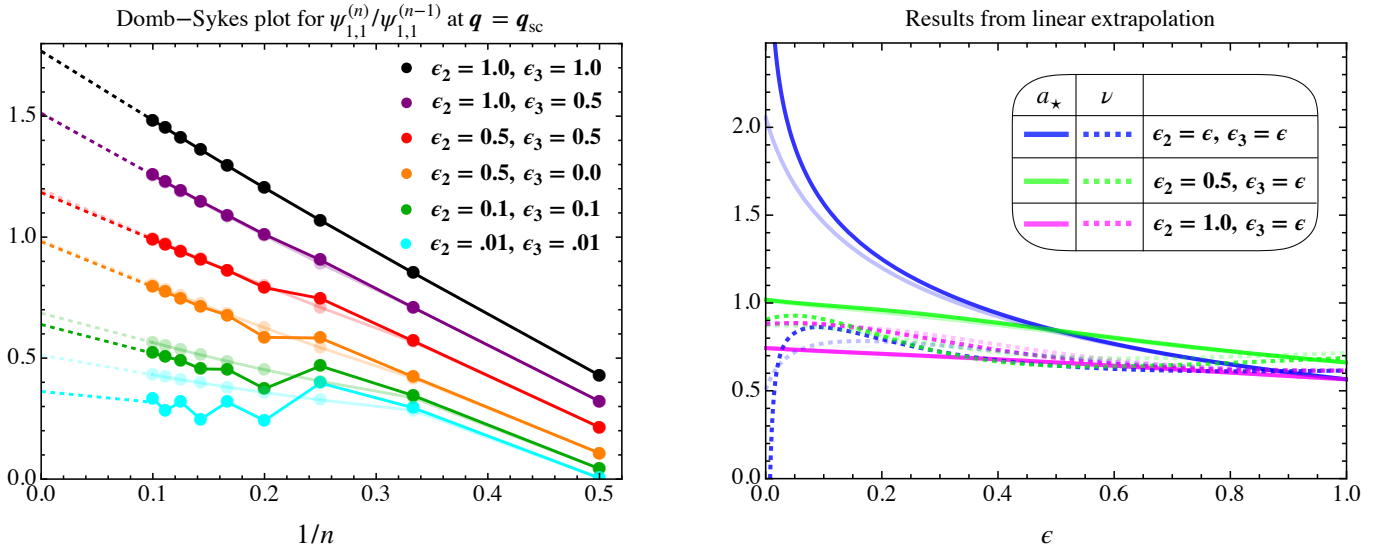 Domb−Sykes plot for ψ₁,₁⁽ⁿ⁾/ψ₁,₁⁽ⁿ⁻¹⁾ at q = q_sc
1.5
1.0
0.5
0.0
0.0 0.1 0.2 0.3 0.4 0.5
1/n
ϵ₂ = 1.0, ϵ₃ = 1.0
ϵ₂ = 1.0, ϵ₃ = 0.5
ϵ₂ = 0.5, ϵ₃ = 0.5
ϵ₂ = 0.5, ϵ₃ = 0.0
ϵ₂ = 0.1, ϵ₃ = 0.1
ϵ₂ = .01, ϵ₃ = .01
Results from linear extrapolation
2.0
1.5
1.0
0.5
0.0
0.0 0.2 0.4 0.6 0.8 1.0
ϵ
a⋆ ν
ϵ₂ = ϵ, ϵ₃ = ϵ
ϵ₂ = 0.5, ϵ₃ = ϵ
ϵ₂ = 1.0, ϵ₃ = ϵ